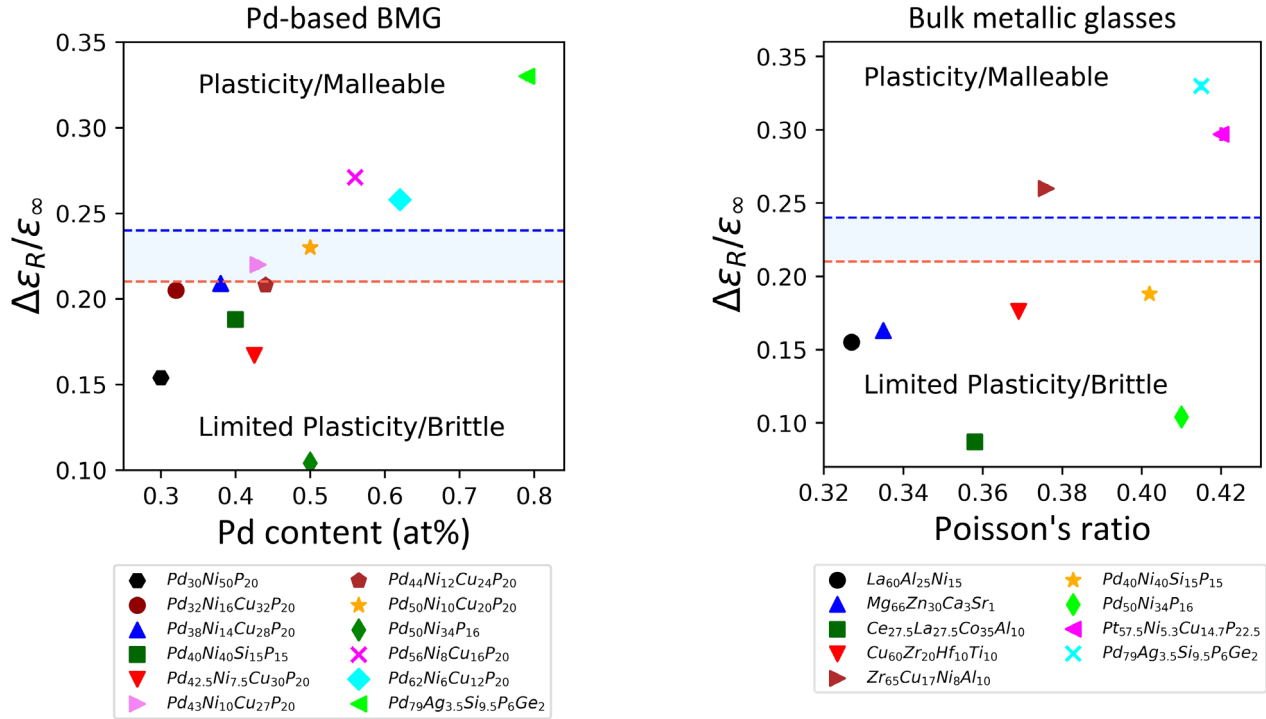 Pd-based BMG
0.35
0.30
0.25
0.20
0.15
0.10
Δε_R/ε_∞
Plasticity/Malleable
Limited Plasticity/Brittle
0.3 0.4 0.5 0.6 0.7 0.8
Pd content (at%)
Pd₃₀Ni₅₀P₂₀
Pd₃₂Ni₁₆Cu₃₂P₂₀
Pd₃₈Ni₁₄Cu₂₈P₂₀
Pd₄₀Ni₄₀Si₁₅P₁₅
Pd₄₂.₅Ni₇.₅Cu₃₀P₂₀
Pd₄₃Ni₁₀Cu₂₇P₂₀
Pd₄₄Ni₁₂Cu₂₄P₂₀
Pd₅₀Ni₁₀Cu₂₀P₂₀
Pd₅₀Ni₃₄P₁₆
Pd₅₆Ni₈Cu₁₆P₂₀
Pd₆₂Ni₆Cu₁₂P₂₀
Pd₇₉Ag₃.₅Si₉.₅P₆Ge₂
Bulk metallic glasses
0.35
0.30
0.25
0.20
0.15
0.10
Δε_R/ε_∞
Plasticity/Malleable
Limited Plasticity/Brittle
0.32 0.34 0.36 0.38 0.40 0.42
Poisson's ratio
La₆₀Al₂₅Ni₁₅
Mg₆₆Zn₃₀Ca₃Sr₁
Ce₂₇.₅La₂₇.₅Co₃₅Al₁₀
Cu₆₀Zr₂₀Hf₁₀Ti₁₀
Zr₆₅Cu₁₇Ni₈Al₁₀
Pd₄₀Ni₄₀Si₁₅P₁₅
Pd₅₀Ni₃₄P₁₆
Pt₅₇.₅Ni₅.₃Cu₁₄.₇P₂₂.₅
Pd₇₉Ag₃.₅Si₉.₅P₆Ge₂